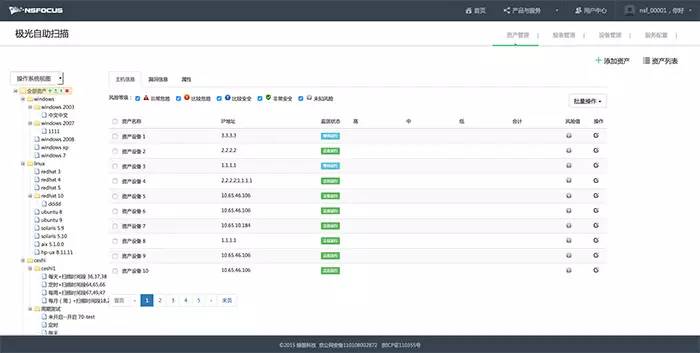 NSFOCUS 首页 产品与服务 用户中心 nsf_00001，你好
极光自助扫描 资产管理 报告管理 设备管理 服务配置
添加资产 资产列表
操作系统视图 主机信息 漏洞信息 属性
全部资产 风险等级： 非常危险 比较危险 比较安全 非常安全 未知风险 批量操作
windows
windows 2003 资产名称 IP地址 高 中 低 合计 风险值 操作
中文中文
windows 2007 资产设备 1 3.3.3.3
1111
windows 2008 资产设备 2 2.2.2.2
windows xp
windows 7 资产设备 3 1.1.1.1
linux
redhat 3 资产设备 4 2.2.2.2;1.1.1.1
redhat 4
redhat 5 资产设备 5 10.65.46.106
redhat 10
dddd 资产设备 6 10.65.46.106
ubuntu 8
ubuntu 9 资产设备 7 10.65.10.184
solaris 5.9
solaris 5.10 资产设备 8 1.1.1.1
aix 5.1.0.0
hp-ux B.11.11 资产设备 9 10.65.46.106
ceshi
ceshi1 资产设备 10 10.65.46.106
每天+扫描时间段 36,37,38
定时+扫描时间段64,65,66
每周+扫描时间段67,49,47
每月(周)+扫描时间段18,2 首页 ‹ 1 2 3 4 5 › 末页
周期测试
未开启--开启 70-test
定时
每天
©2015 绿盟科技 京公网安备110108002872 京ICP证110355号